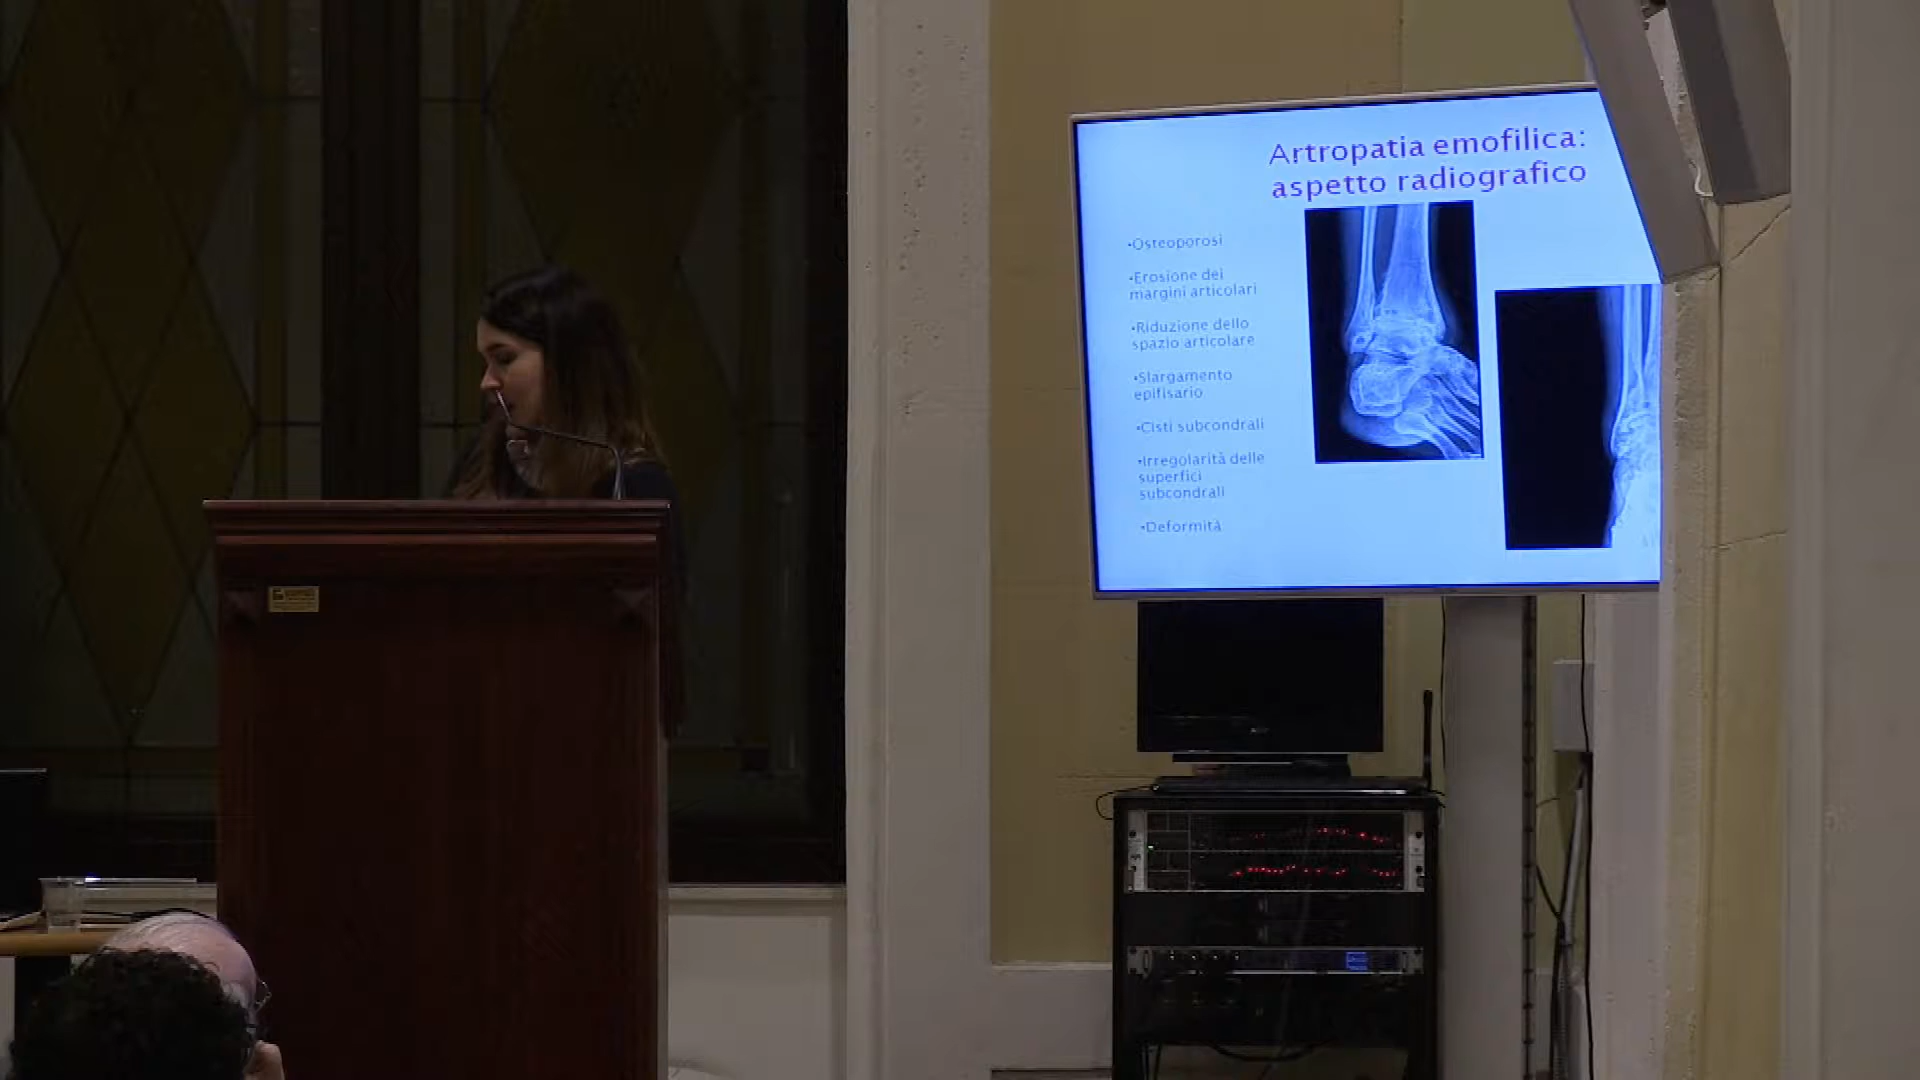 Artropatia emofilica:
aspetto radiografico
•Osteoporosi
•Erosione dei
margini articolari
•Riduzione dello
spazio articolare
•Slargamento
epifisario
•Cisti subcondrali
•Irregolarità delle
superfici
subcondrali
•Deformità